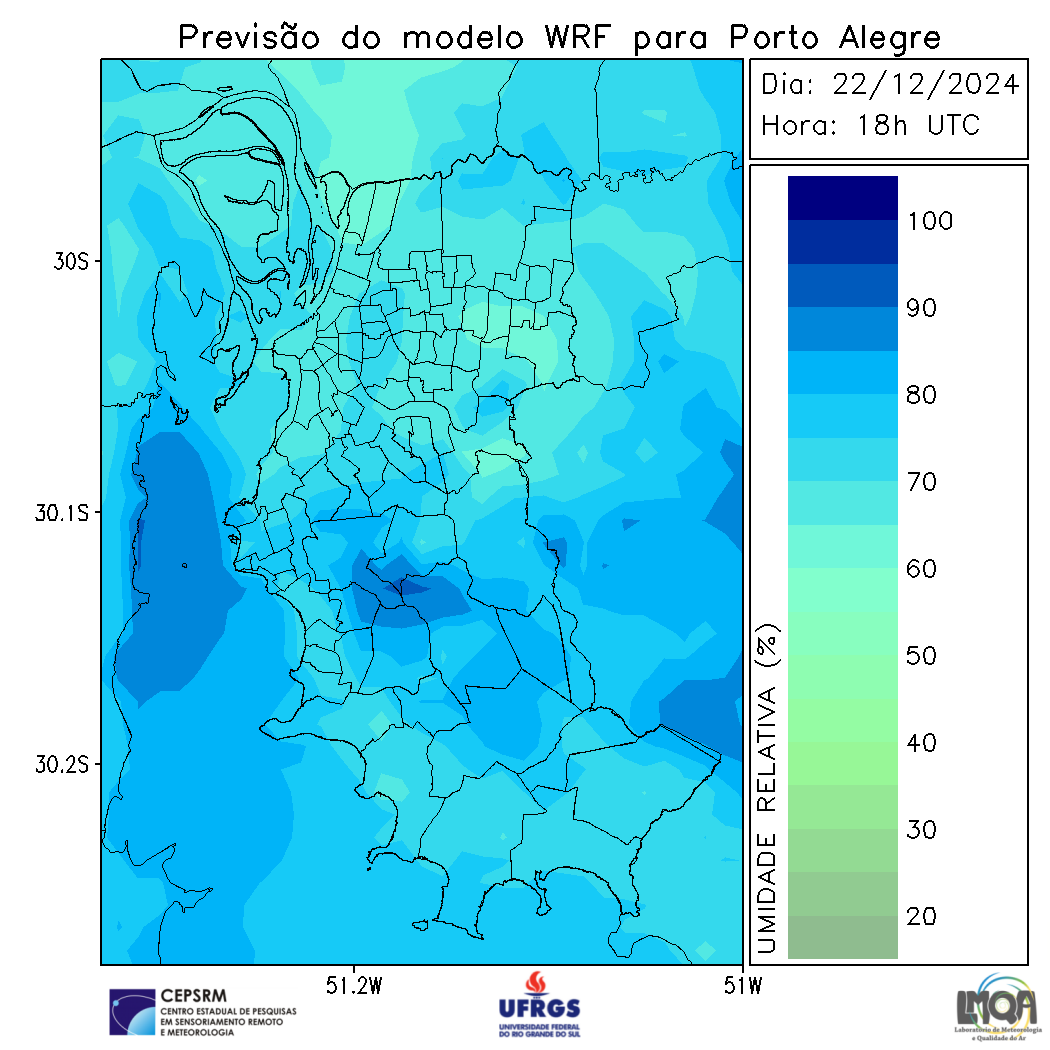 Previsão do modelo WRF para Porto Alegre
Dia: 22/12/2024
Hora: 18h UTC
30S
30.1S
30.2S
51.2W
51W
100
90
80
70
60
50
40
30
20
UMIDADE RELATIVA (%)
CEPSRM
CENTRO ESTADUAL DE PESQUISAS
EM SENSORIAMENTO REMOTO
E METEOROLOGIA
UFRGS
UNIVERSIDADE FEDERAL
DO RIO GRANDE DO SUL
LMQA
Laboratório de Meteorologia
e Qualidade do Ar